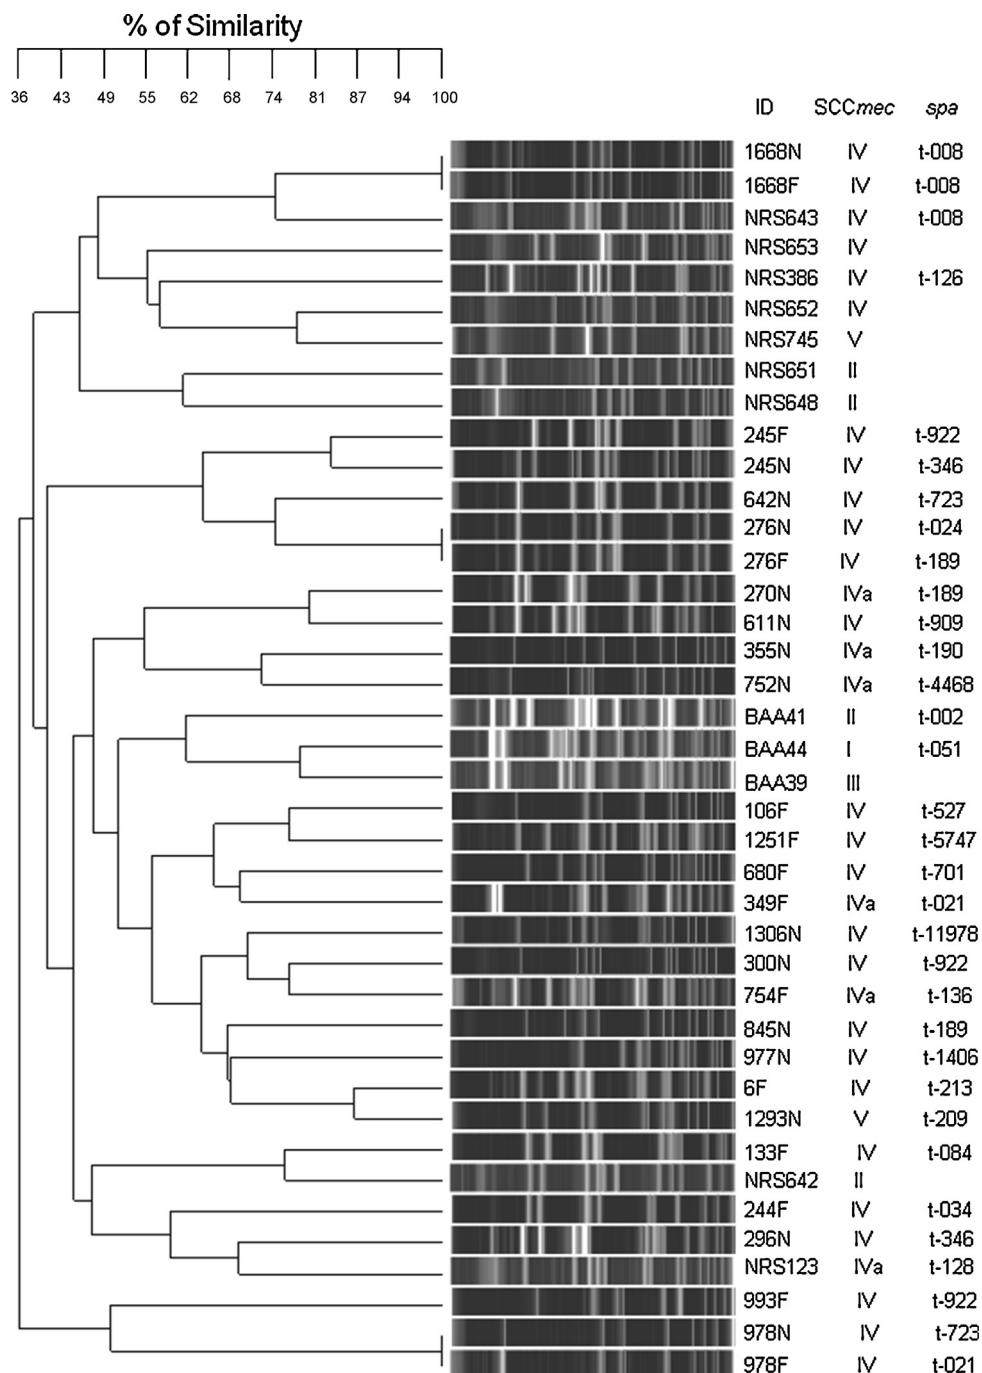 % of Similarity
36 43 49 55 62 68 74 81 87 94 100
ID SCCmec spa
1668N IV t-008
1668F IV t-008
NRS643 IV t-008
NRS653 IV
NRS386 IV t-126
NRS652 IV
NRS745 V
NRS651 II
NRS648 II
245F IV t-922
245N IV t-346
642N IV t-723
276N IV t-024
276F IV t-189
270N IVa t-189
611N IV t-909
355N IVa t-190
752N IVa t-4468
BAA41 II t-002
BAA44 I t-051
BAA39 III
106F IV t-527
1251F IV t-5747
680F IV t-701
349F IVa t-021
1306N IV t-11978
300N IV t-922
754F IVa t-136
845N IV t-189
977N IV t-1406
6F IV t-213
1293N V t-209
133F IV t-084
NRS642 II
244F IV t-034
296N IV t-346
NRS123 IVa t-128
993F IV t-922
978N IV t-723
978F IV t-021